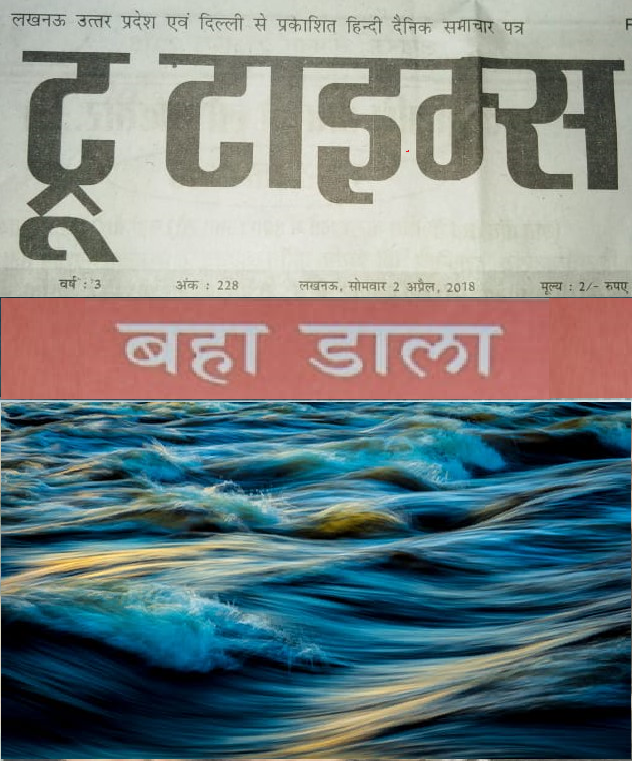 लखनऊ उत्तर प्रदेश एवं दिल्ली से प्रकाशित हिन्दी दैनिक समाचार पत्र
ट्रू टाइम्स
वर्ष : 3 अंक : 228 लखनऊ, सोमवार 2 अप्रैल, 2018 मूल्य : 2/- रुपए
बहा डाला